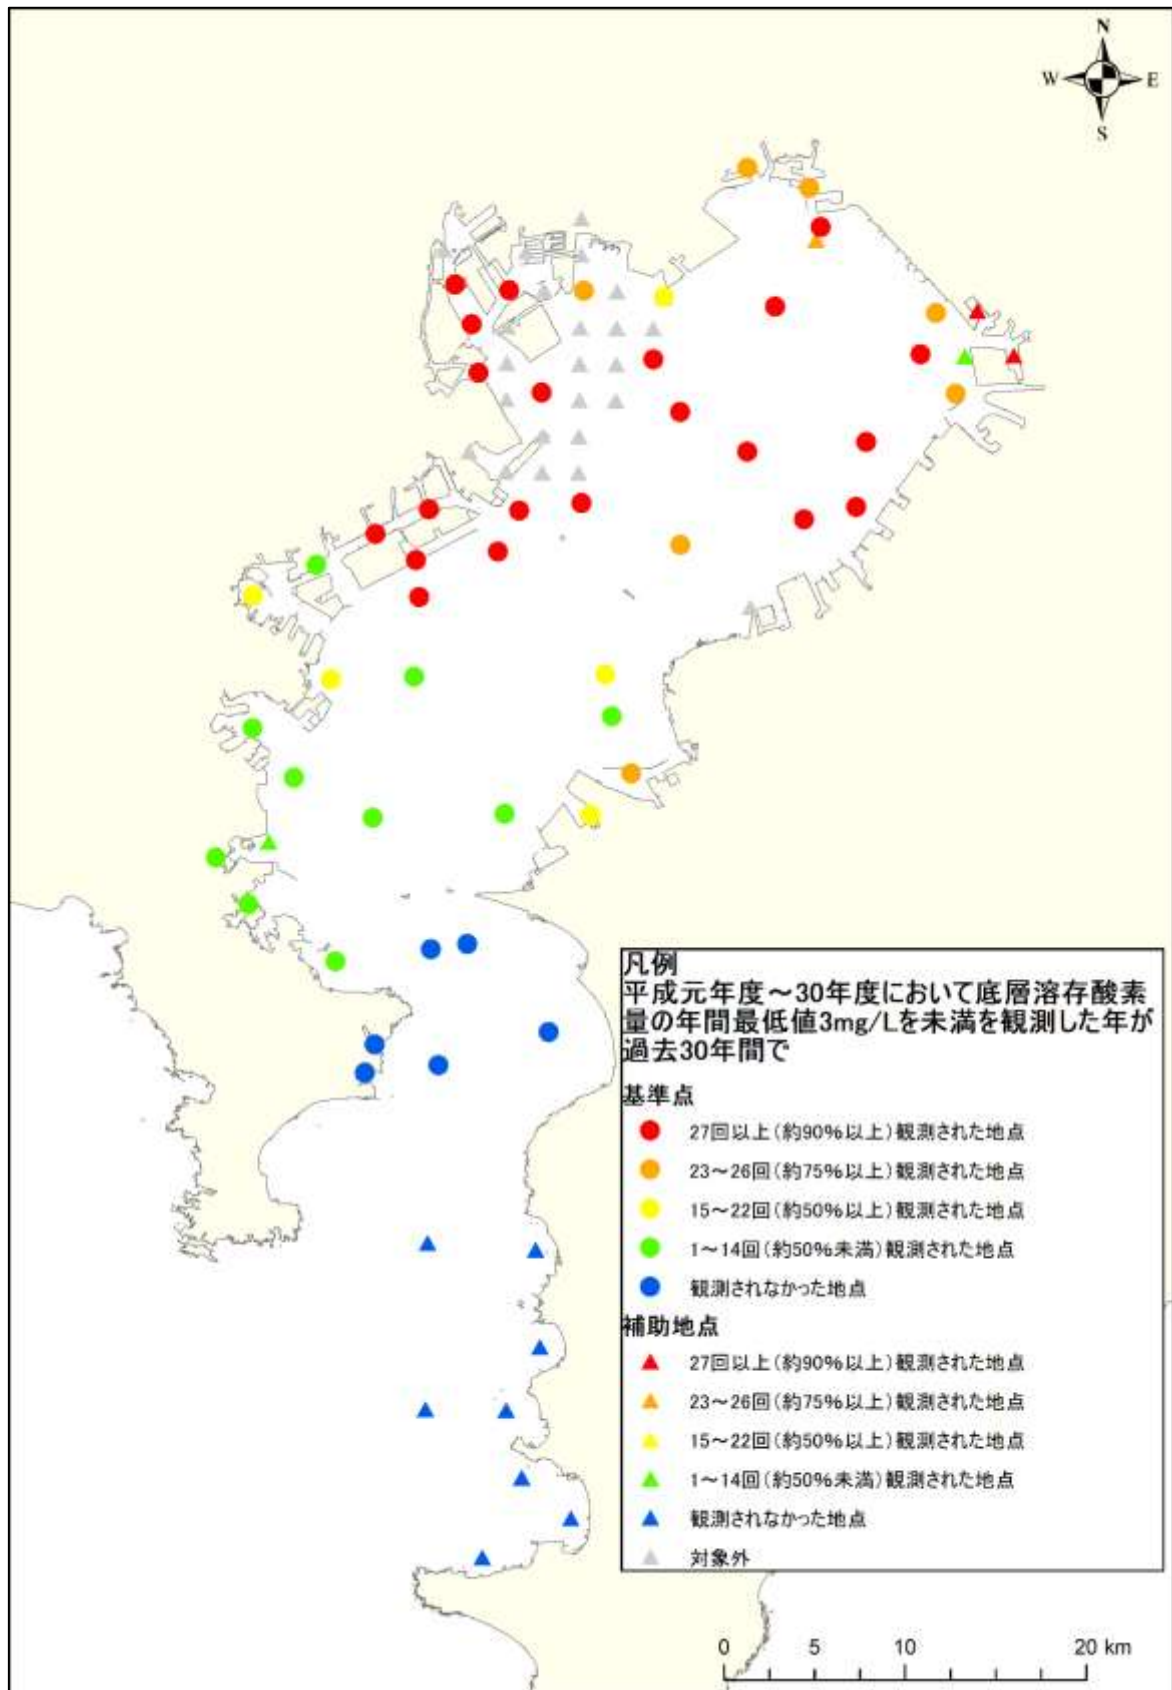 N
W E
S
凡例
平成元年度～30年度において底層溶存酸素
量の年間最低値3mg/Lを未満を観測した年が
過去30年間で
基準点
27回以上(約90%以上)観測された地点
23～26回(約75%以上)観測された地点
15～22回(約50%以上)観測された地点
1～14回(約50%未満)観測された地点
観測されなかった地点
補助地点
27回以上(約90%以上)観測された地点
23～26回(約75%以上)観測された地点
15～22回(約50%以上)観測された地点
1～14回(約50%未満)観測された地点
観測されなかった地点
対象外
0 5 10 20 km